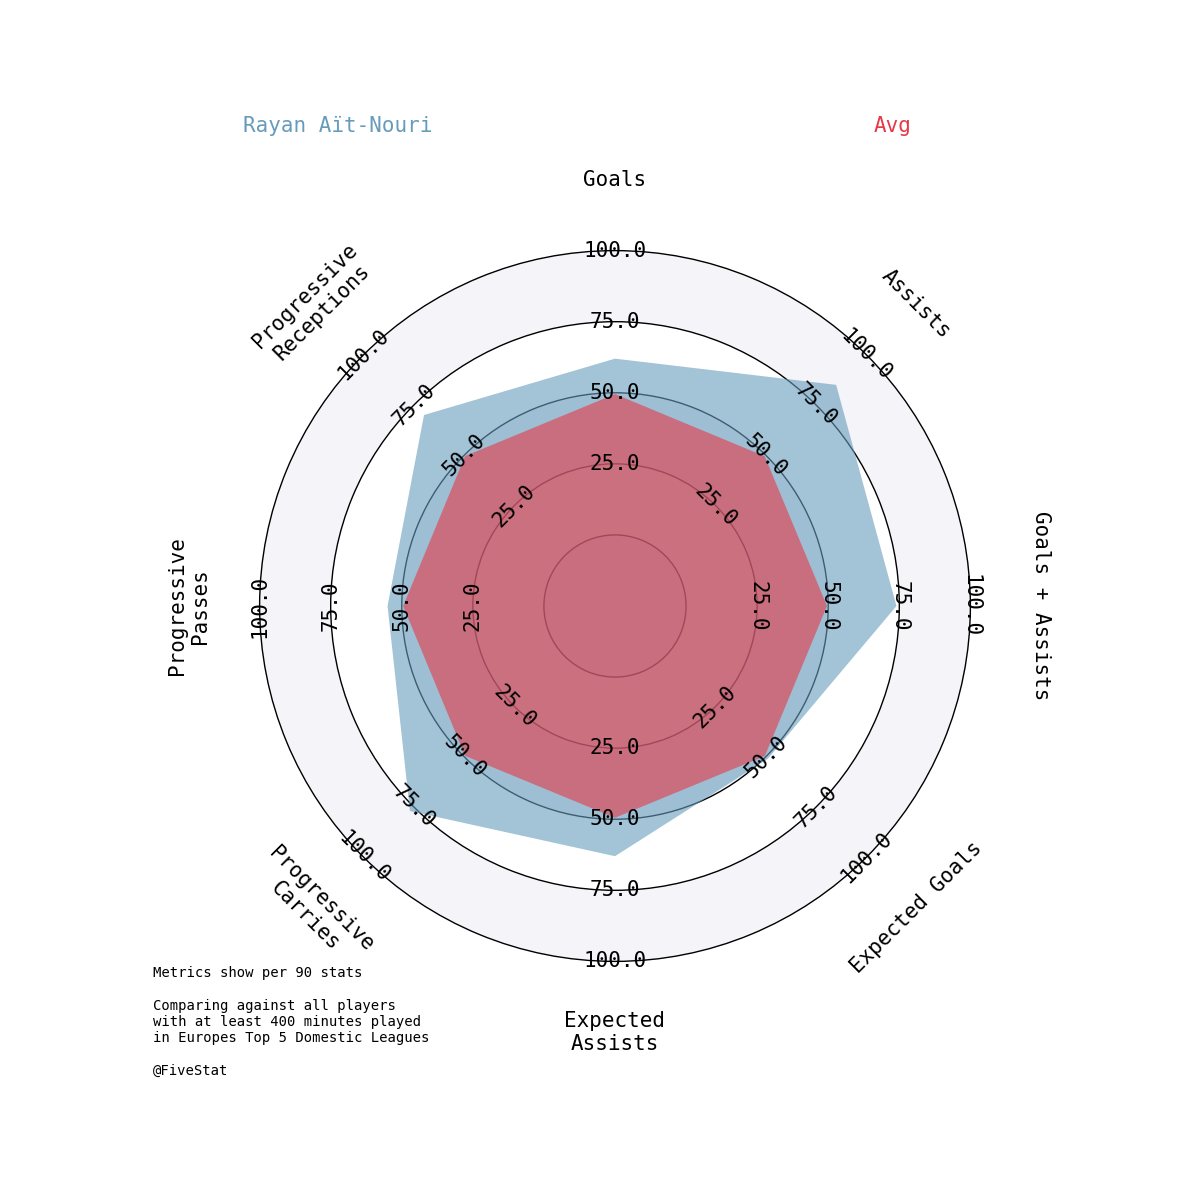 Rayan Aït-Nouri
Avg
Goals
Progressive
Receptions
Assists
100.0
100.0
100.0
75.0
75.0
75.0
50.0
50.0
50.0
25.0
25.0
25.0
Progressive
Passes
100.0
75.0
50.0
25.0
25.0
50.0
75.0
100.0
Goals + Assists
25.0
25.0
25.0
50.0
50.0
50.0
75.0
75.0
75.0
100.0
100.0
100.0
Progressive
Carries
Expected Goals
Expected
Assists
Metrics show per 90 stats
Comparing against all players
with at least 400 minutes played
in Europes Top 5 Domestic Leagues
@FiveStat